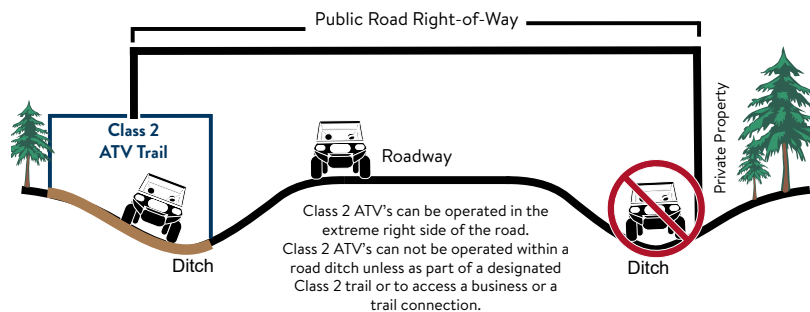 Public Road Right-of-Way
Class 2
ATV Trail
Roadway
Private Property
Class 2 ATV's can be operated in the
extreme right side of the road.
Class 2 ATV's can not be operated within a
road ditch unless as part of a designated
Class 2 trail or to access a business or a
trail connection.
Ditch
Ditch